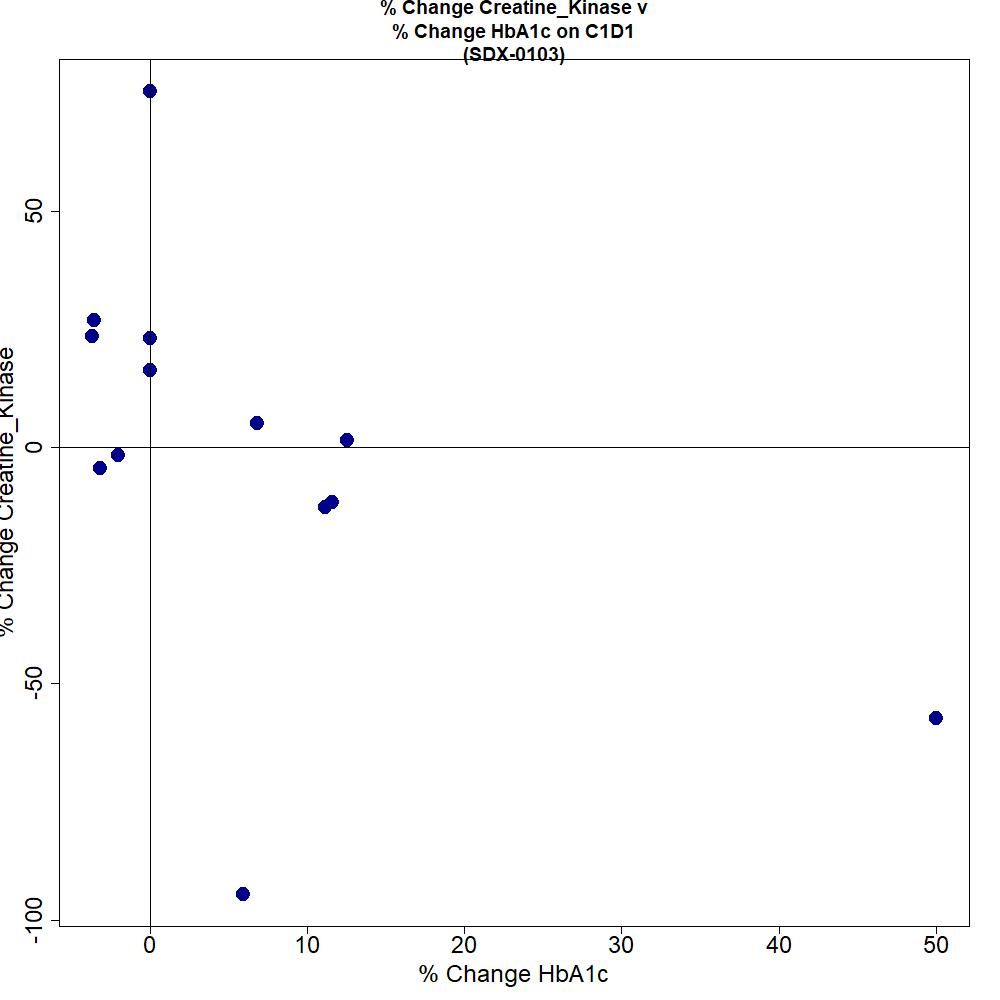 % Change Creatine_Kinase v
% Change HbA1c on C1D1
(SDX-0103)
% Change Creatine_Kinase
50
0
-50
-100
0 10 20 30 40 50
% Change HbA1c